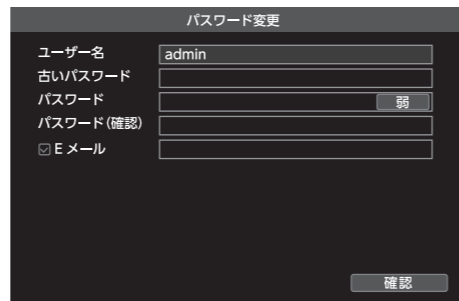 パスワード変更
ユーザー名 admin
古いパスワード
パスワード 弱
パスワード(確認)
Eメール
確認